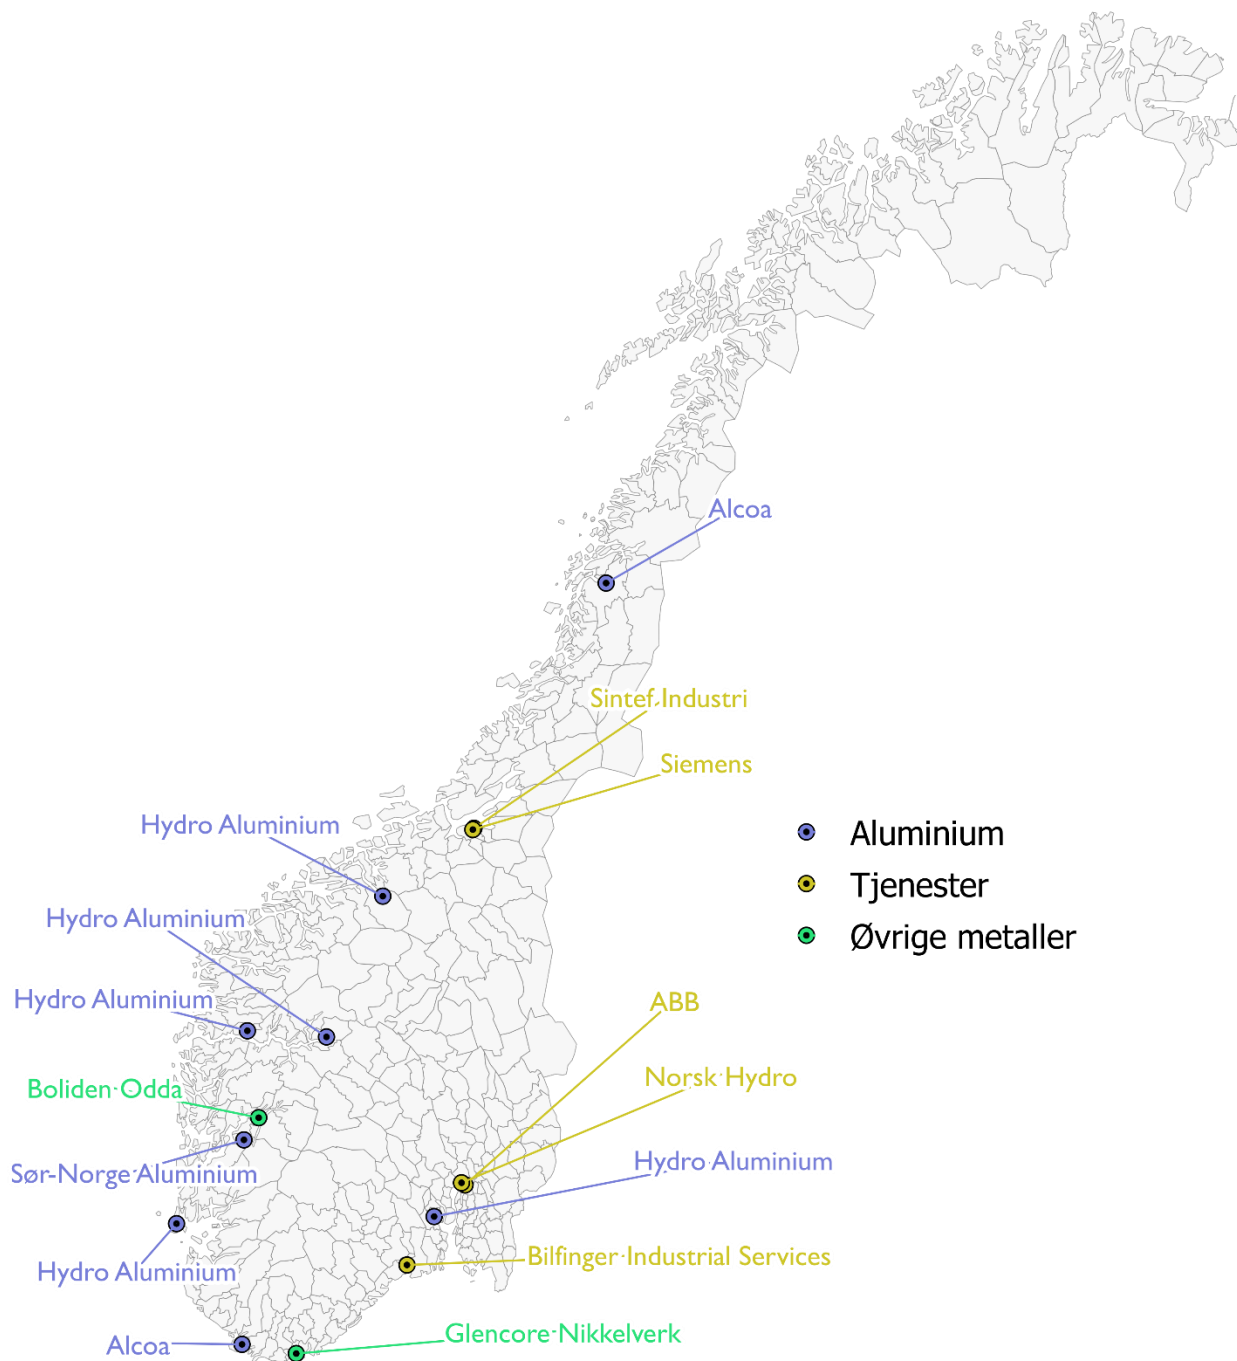 Alcoa
Sintef Industri
Siemens
Hydro Aluminium
Aluminium
Tjenester
Hydro Aluminium
Øvrige metaller
Hydro Aluminium
ABB
Norsk Hydro
Boliden Odda
Hydro Aluminium
Sør-Norge Aluminium
Bilfinger Industrial Services
Hydro Aluminium
Glencore Nikkelverk
Alcoa